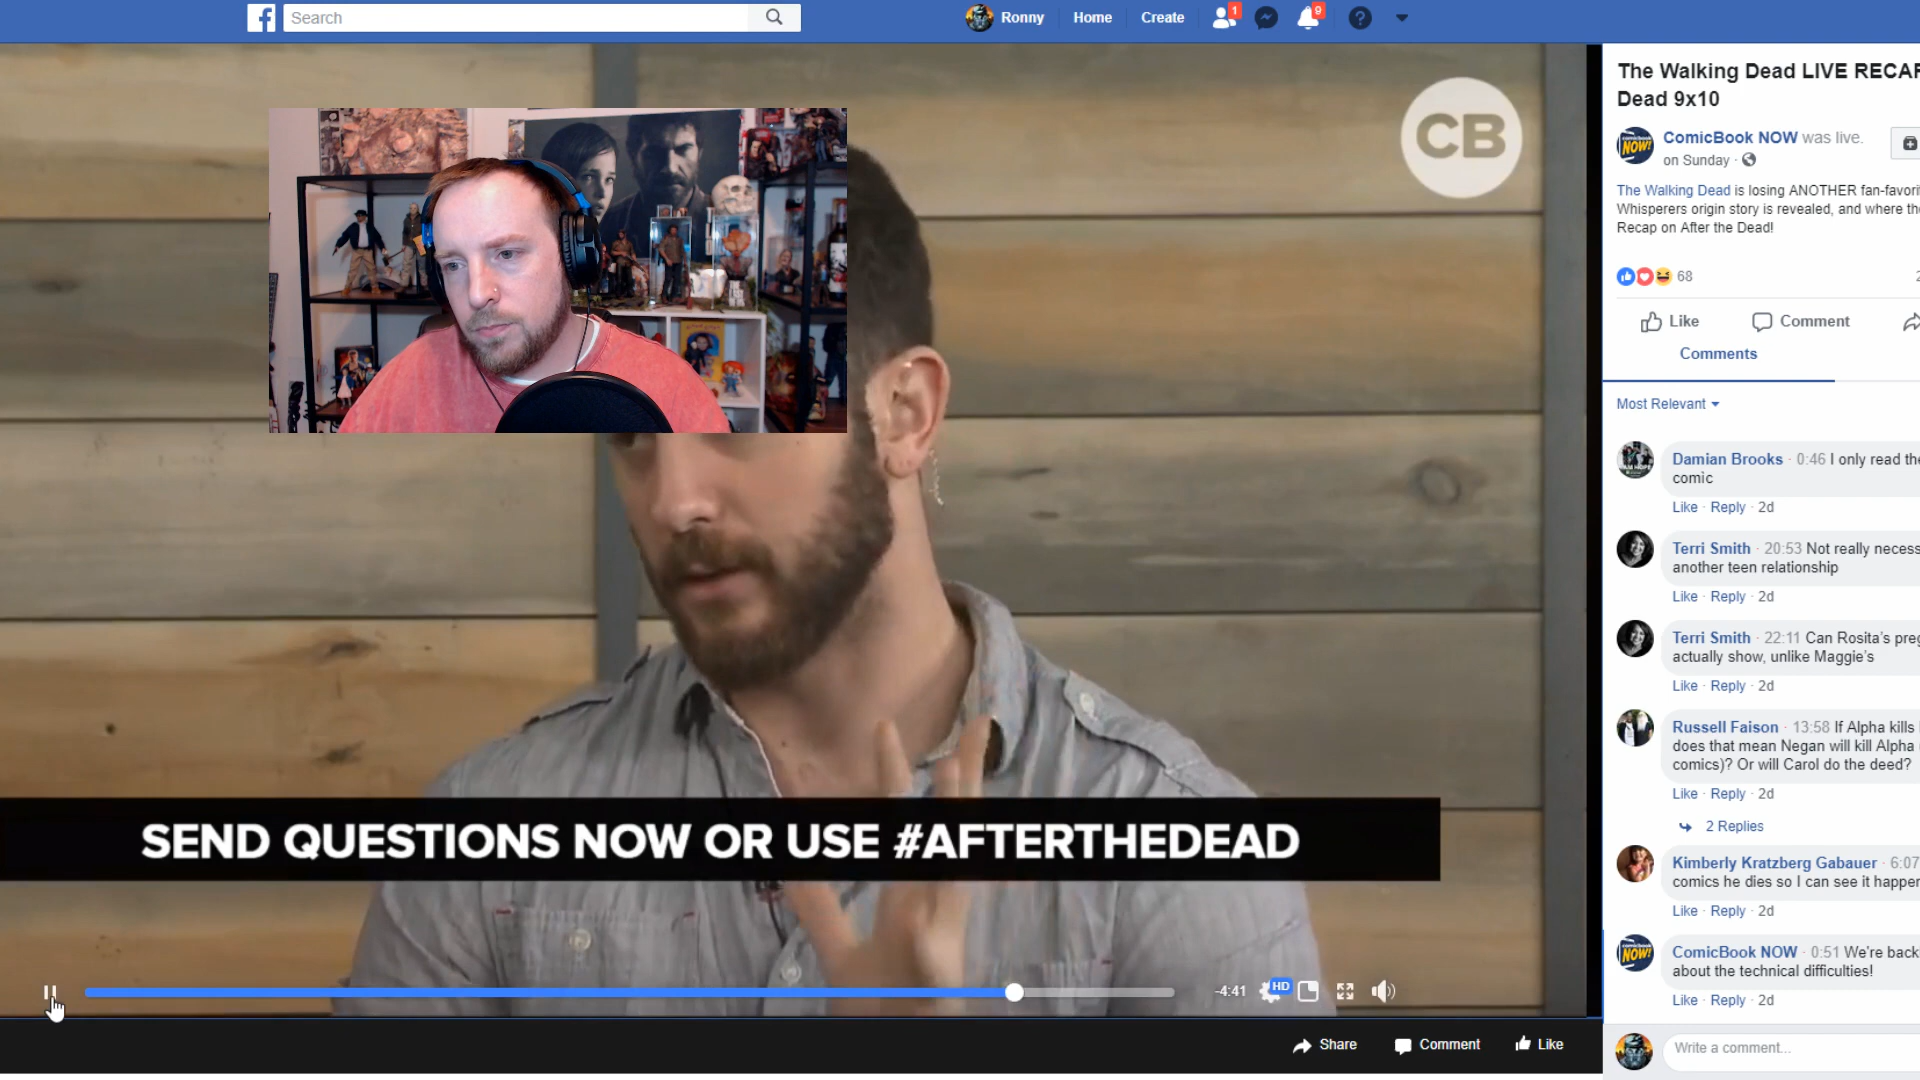 Search
Ronny
Home
Create
1
9
CB
The Walking Dead LIVE RECAP
Dead 9x10
ComicBook NOW was live.
on Sunday ·
The Walking Dead is losing ANOTHER fan-favorit
Whisperers origin story is revealed, and where the
Recap on After the Dead!
68
2
Like
Comment
Comments
Most Relevant
Damian Brooks · 0:46 I only read the
comic
Like · Reply · 2d
Terri Smith · 20:53 Not really necess
another teen relationship
Like · Reply · 2d
Terri Smith · 22:11 Can Rosita's preg
actually show, unlike Maggie's
Like · Reply · 2d
Russell Faison · 13:58 If Alpha kills
does that mean Negan will kill Alpha
comics)? Or will Carol do the deed?
Like · Reply · 2d
2 Replies
Kimberly Kratzberg Gabauer · 6:07
comics he dies so I can see it happer
Like · Reply · 2d
ComicBook NOW · 0:51 We're back
about the technical difficulties!
Like · Reply · 2d
Write a comment...
SEND QUESTIONS NOW OR USE #AFTERTHEDEAD
-4:41
HD
Share
Comment
Like